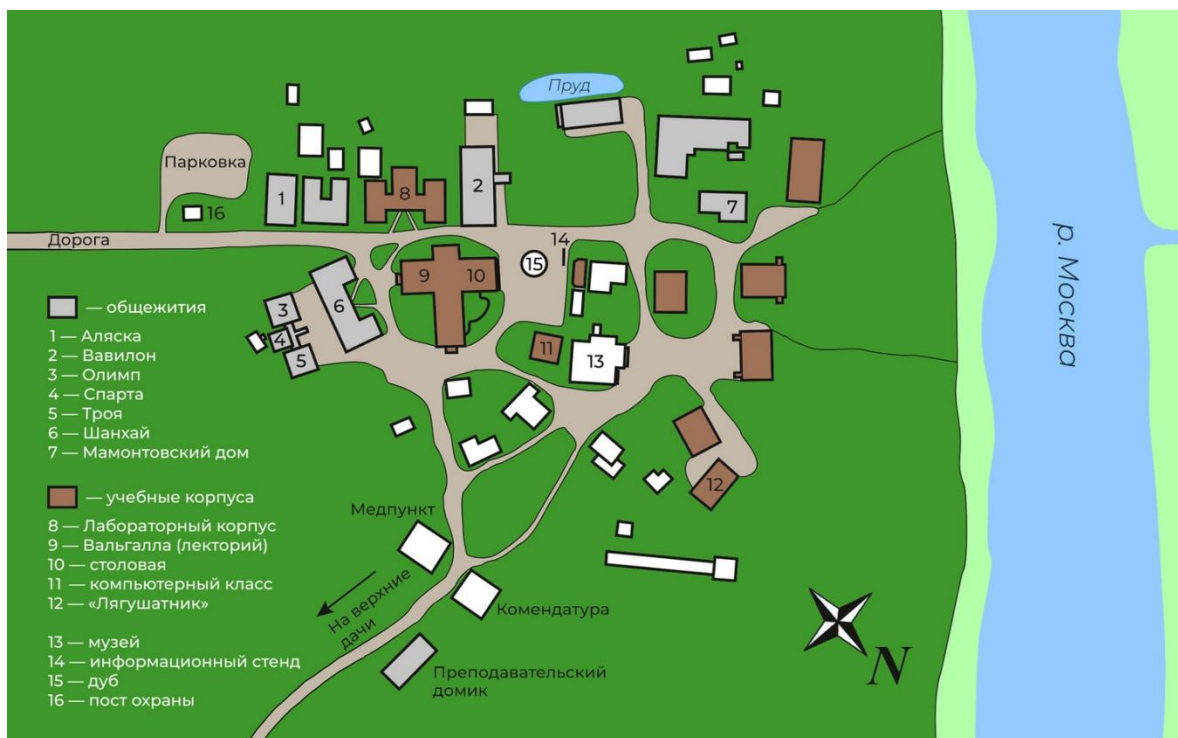 Пруд
Парковка
16
1
8
2
7
Дорога
14
15
9
10
6
3
4
5
11
13
12
р. Москва
— общежития
1 — Аляска
2 — Вавилон
3 — Олимп
4 — Спарта
5 — Троя
6 — Шанхай
7 — Мамонтовский дом
— учебные корпуса
8 — Лабораторный корпус
9 — Вальгалла (лекторий)
10 — столовая
11 — компьютерный класс
12 — «Лягушатник»
13 — музей
14 — информационный стенд
15 — дуб
16 — пост охраны
Медпункт
На верхние
дачи
Комендатура
Преподавательский
домик
N